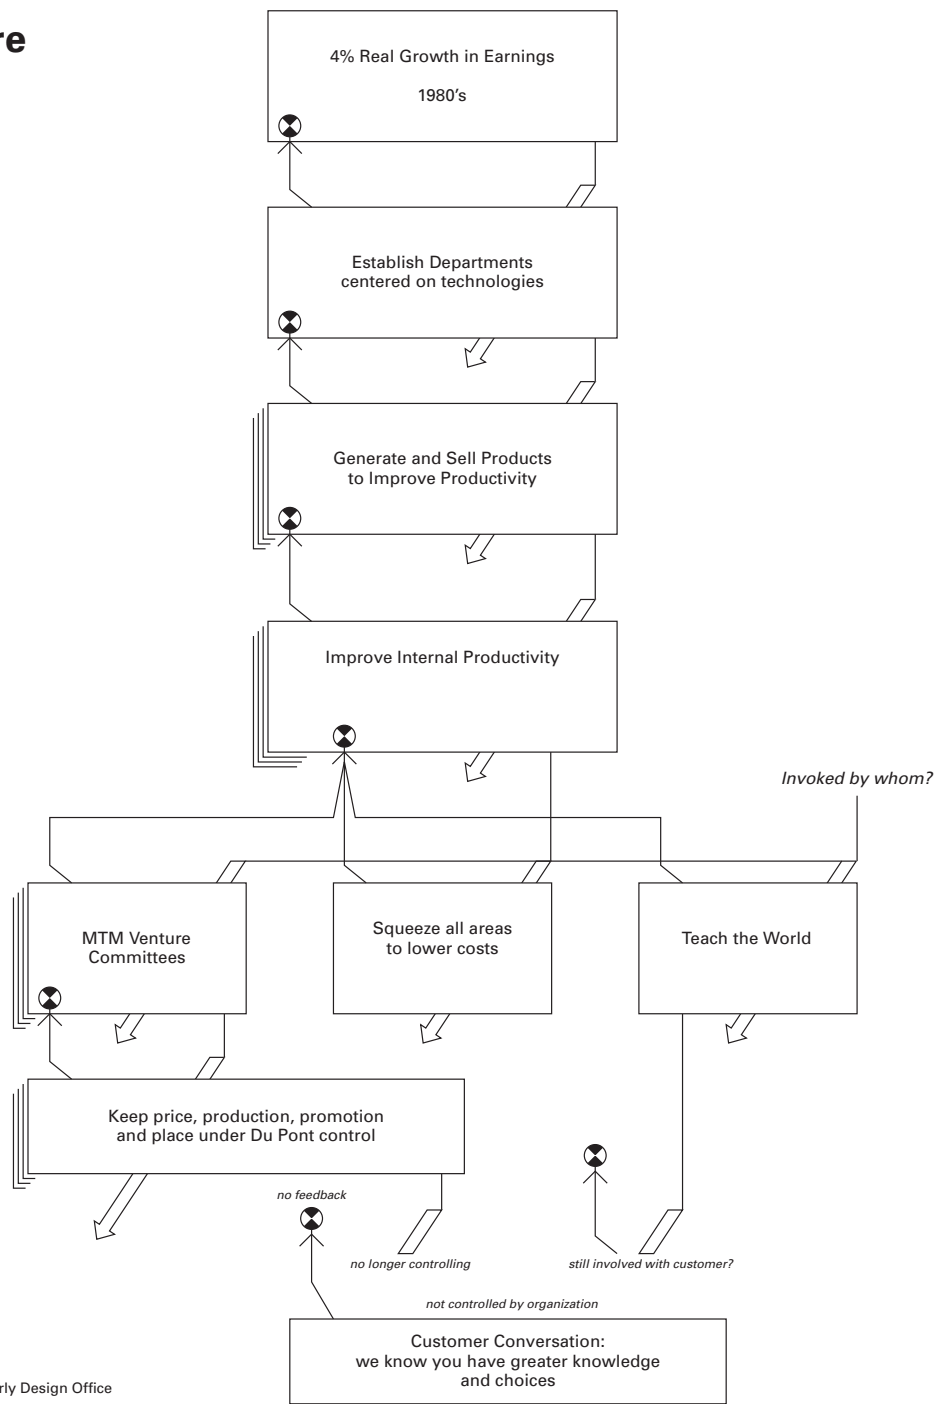 re
4% Real Growth in Earnings
1980's
Establish Departments
centered on technologies
Generate and Sell Products
to Improve Productivity
Improve Internal Productivity
Invoked by whom?
MTM Venture
Committees
Squeeze all areas
to lower costs
Teach the World
Keep price, production, promotion
and place under Du Pont control
no feedback
no longer controlling
still involved with customer?
not controlled by organization
Customer Conversation:
we know you have greater knowledge
and choices
rly Design Office